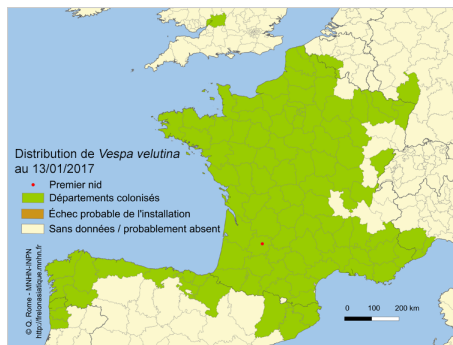 Distribution de Vespa velutina
au 13/01/2017
Premier nid
Départements colonisés
Échec probable de l'installation
Sans données / probablement absent
© Q. Rome - MNHN-INPN
http://frelonasiatique.mnhn.fr
0 100 200 km